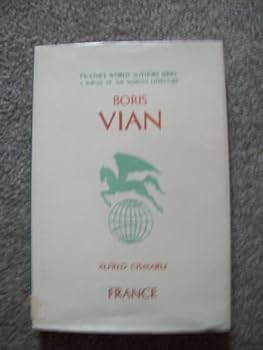 TWAYNE'S WORLD AUTHORS SERIES
A SURVEY OF THE WORLD'S LITERATURE
BORIS
VIAN
ALFRED CISMARU
FRANCE